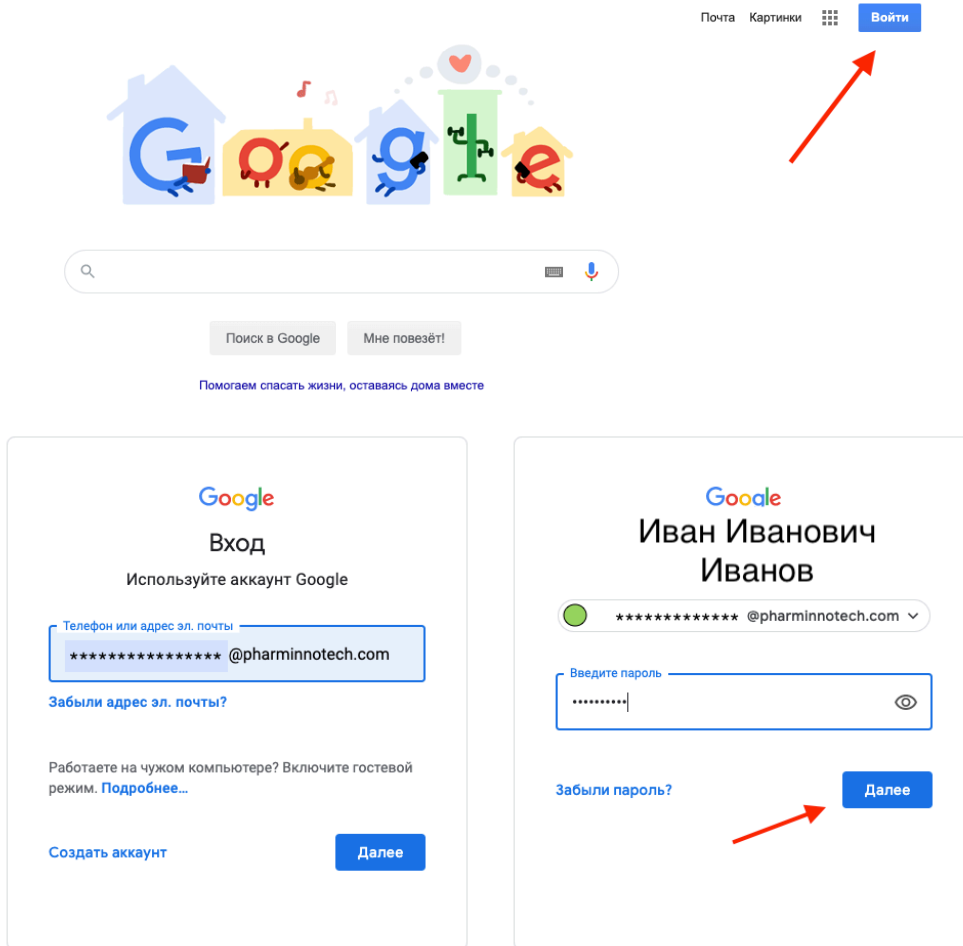 Почта Картинки Войти
Google
Поиск в Google Мне повезёт!
Помогаем спасать жизни, оставаясь дома вместе
Google
Вход
Используйте аккаунт Google
Телефон или адрес эл. почты
**************** @pharminnotech.com
Забыли адрес эл. почты?
Работаете на чужом компьютере? Включите гостевой
режим. Подробнее...
Создать аккаунт Далее
Google
Иван Иванович
Иванов
************* @pharminnotech.com
Введите пароль
••••••••••
Забыли пароль? Далее